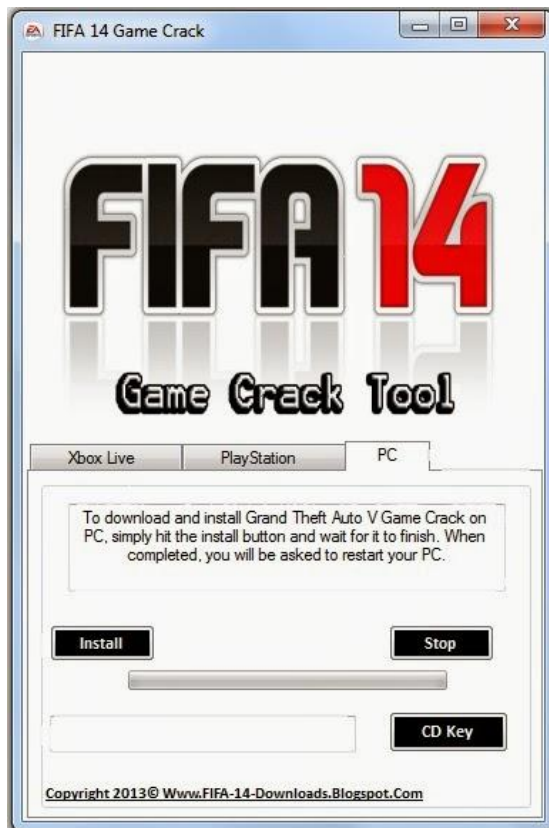 FIFA 14 Game Crack
FIFA 14
Game Crack Tool
Xbox Live
PlayStation
PC
To download and install Grand Theft Auto V Game Crack on
PC, simply hit the install button and wait for it to finish. When
completed, you will be asked to restart your PC.
Install
Stop
CD Key
Copyright 2013© Www.FIFA-14-Downloads.Blogspot.Com